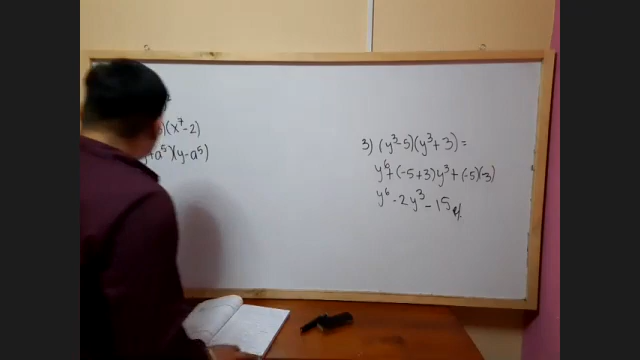 (x⁷-2)
+a⁵)(y-a⁵)
3) (y³-5)(y³+3)=
y⁶+(-5+3)y³+(-5)(3)
y⁶-2y³-15